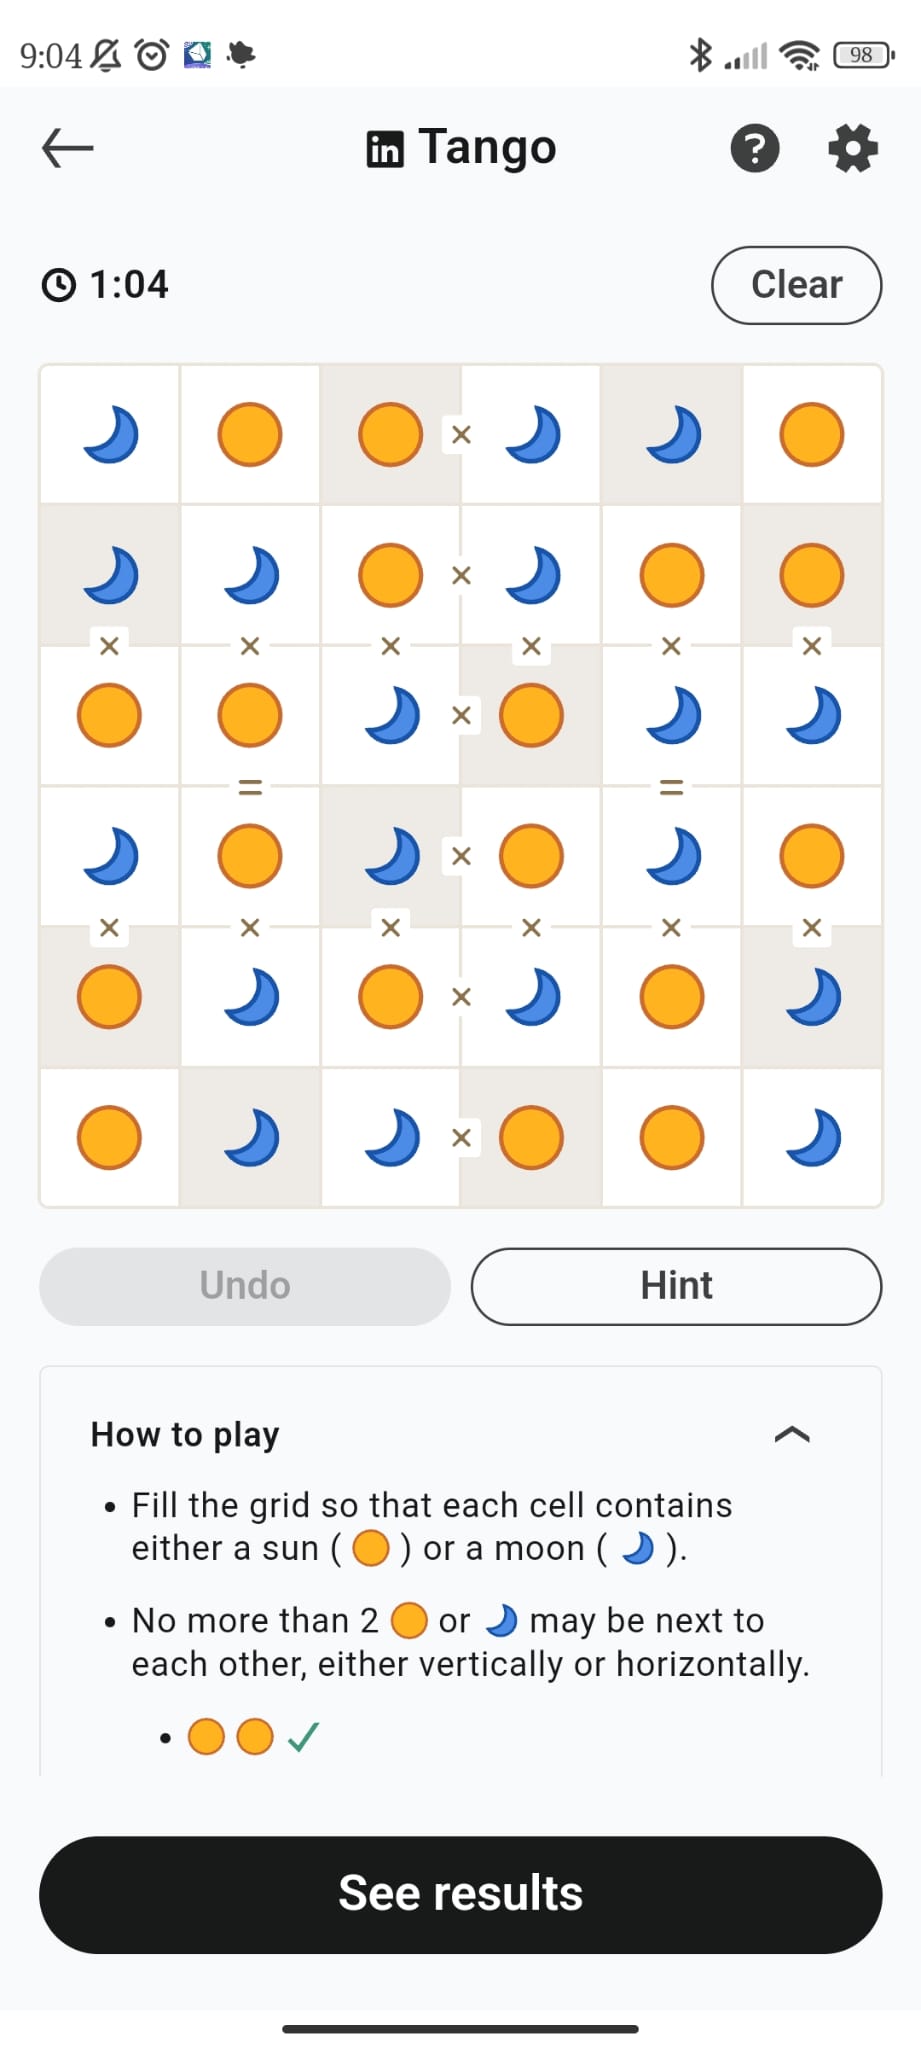 9:04
98
in Tango
?
1:04
Clear
×
×
× × × × × ×
×
= =
×
× × × × × ×
×
×
Undo
Hint
How to play
• Fill the grid so that each cell contains
either a sun ( ) or a moon ( ).
• No more than 2 or may be next to
each other, either vertically or horizontally.
• ✓
See results